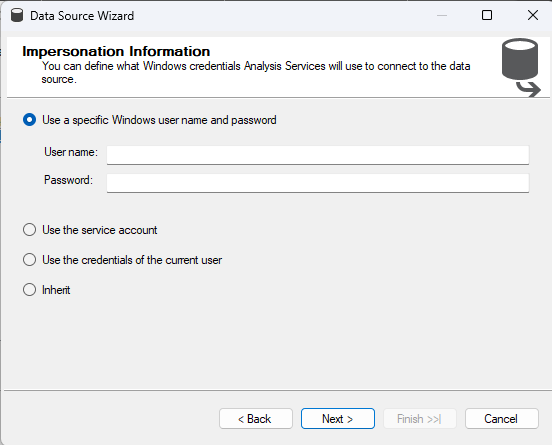 Data Source Wizard
Impersonation Information
You can define what Windows credentials Analysis Services will use to connect to the data
source.
Use a specific Windows user name and password
User name:
Password:
Use the service account
Use the credentials of the current user
Inherit
< Back
Next >
Finish >>|
Cancel